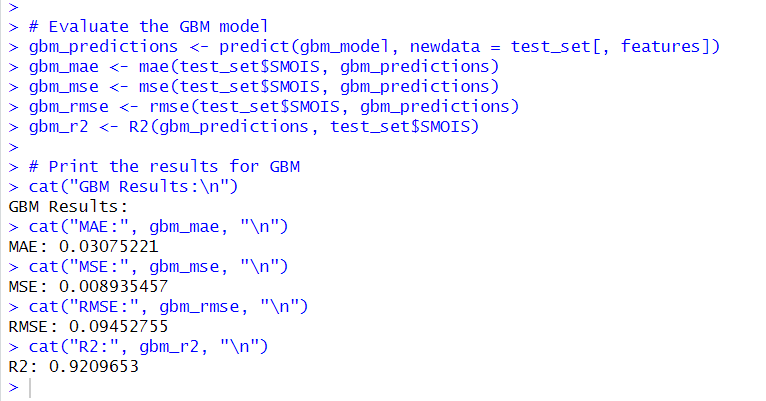 >
> # Evaluate the GBM model
> gbm_predictions <- predict(gbm_model, newdata = test_set[, features])
> gbm_mae <- mae(test_set$SMOIS, gbm_predictions)
> gbm_mse <- mse(test_set$SMOIS, gbm_predictions)
> gbm_rmse <- rmse(test_set$SMOIS, gbm_predictions)
> gbm_r2 <- R2(gbm_predictions, test_set$SMOIS)
>
> # Print the results for GBM
> cat("GBM Results:\n")
GBM Results:
> cat("MAE:", gbm_mae, "\n")
MAE: 0.03075221
> cat("MSE:", gbm_mse, "\n")
MSE: 0.008935457
> cat("RMSE:", gbm_rmse, "\n")
RMSE: 0.09452755
> cat("R2:", gbm_r2, "\n")
R2: 0.9209653
>